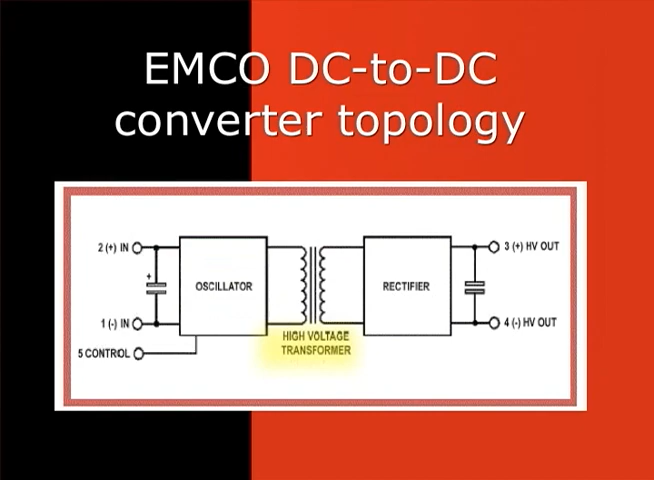 EMCO DC-to-DC
converter topology
2 (+) IN
+
OSCILLATOR
RECTIFIER
3 (+) HV OUT
1 (-) IN
4 (-) HV OUT
HIGH VOLTAGE
TRANSFORMER
5 CONTROL